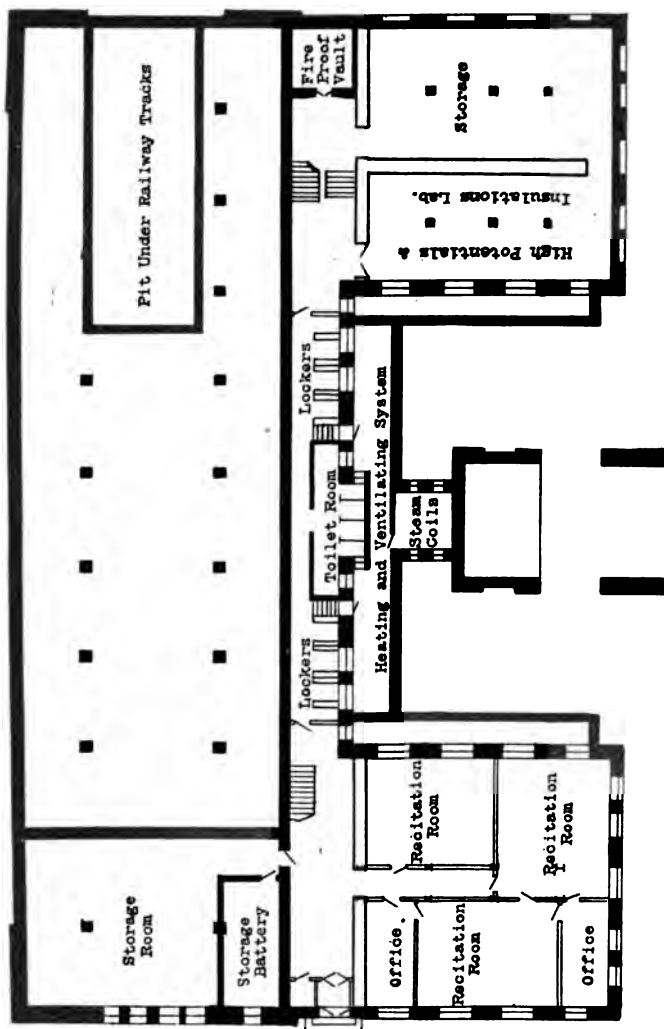 Storage
Room
Storage
Battery
Pit Under Railway Tracks
Lockers
Toilet Room
Lockers
Fire
Proof
Vault
Office.
Recitation
Room
Office
Recitation
Room
Recitation
Room
Heating and Ventilating System
Steam
Coils
High Potentials &
Insulations Lab.
Storage